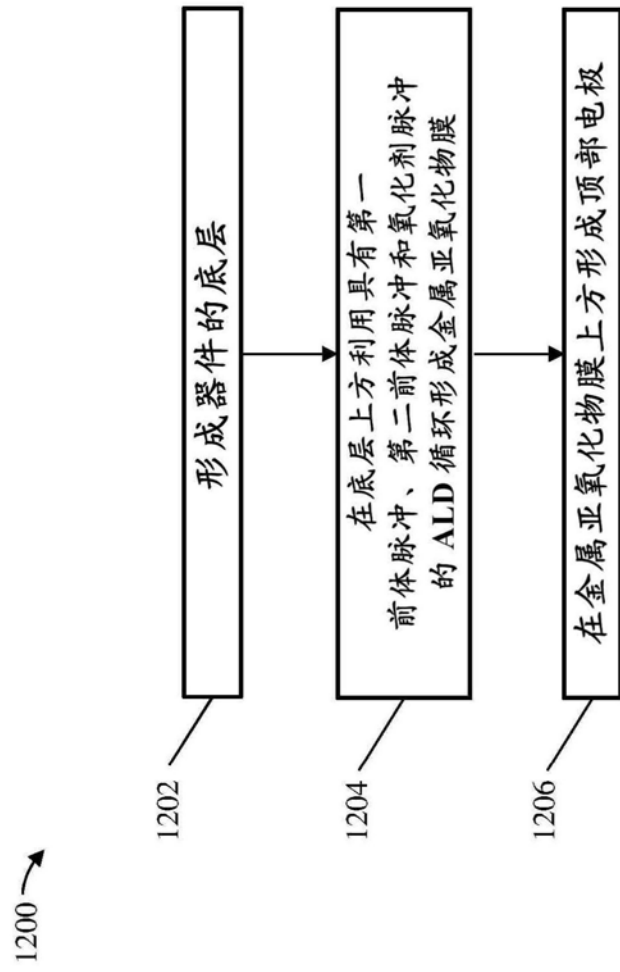 1200
1202
形成器件的底层
1204
在底层上方利用具有第一
前体脉冲、第二前体脉冲和氧化剂脉冲
的 ALD 循环形成金属亚氧化物膜
1206
在金属亚氧化物膜上方形成顶部电极